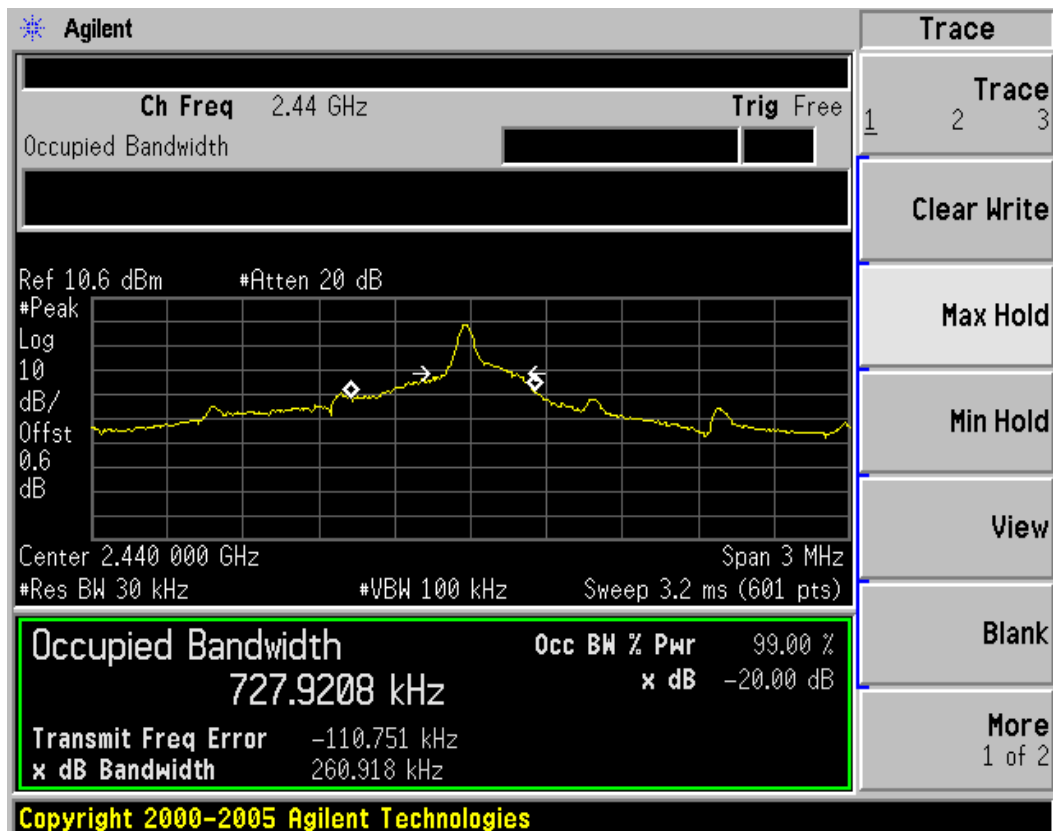 Agilent
Trace
Ch Freq 2.44 GHz Trig Free
Occupied Bandwidth
Trace
1 2 3
Clear Write
Max Hold
Min Hold
View
Blank
More
1 of 2
Ref 10.6 dBm #Atten 20 dB
#Peak
Log
10
dB/
Offst
0.6
dB
Center 2.440 000 GHz Span 3 MHz
#Res BW 30 kHz #VBW 100 kHz Sweep 3.2 ms (601 pts)
Occupied Bandwidth Occ BW % Pwr 99.00 %
727.9208 kHz x dB -20.00 dB
Transmit Freq Error -110.751 kHz
x dB Bandwidth 260.918 kHz
Copyright 2000-2005 Agilent Technologies